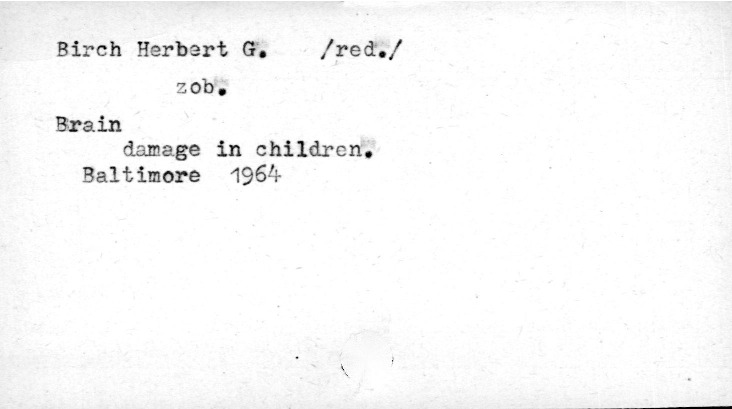 Birch Herbert G. /red./
zob.
Brain
damage in children.
Baltimore 1964